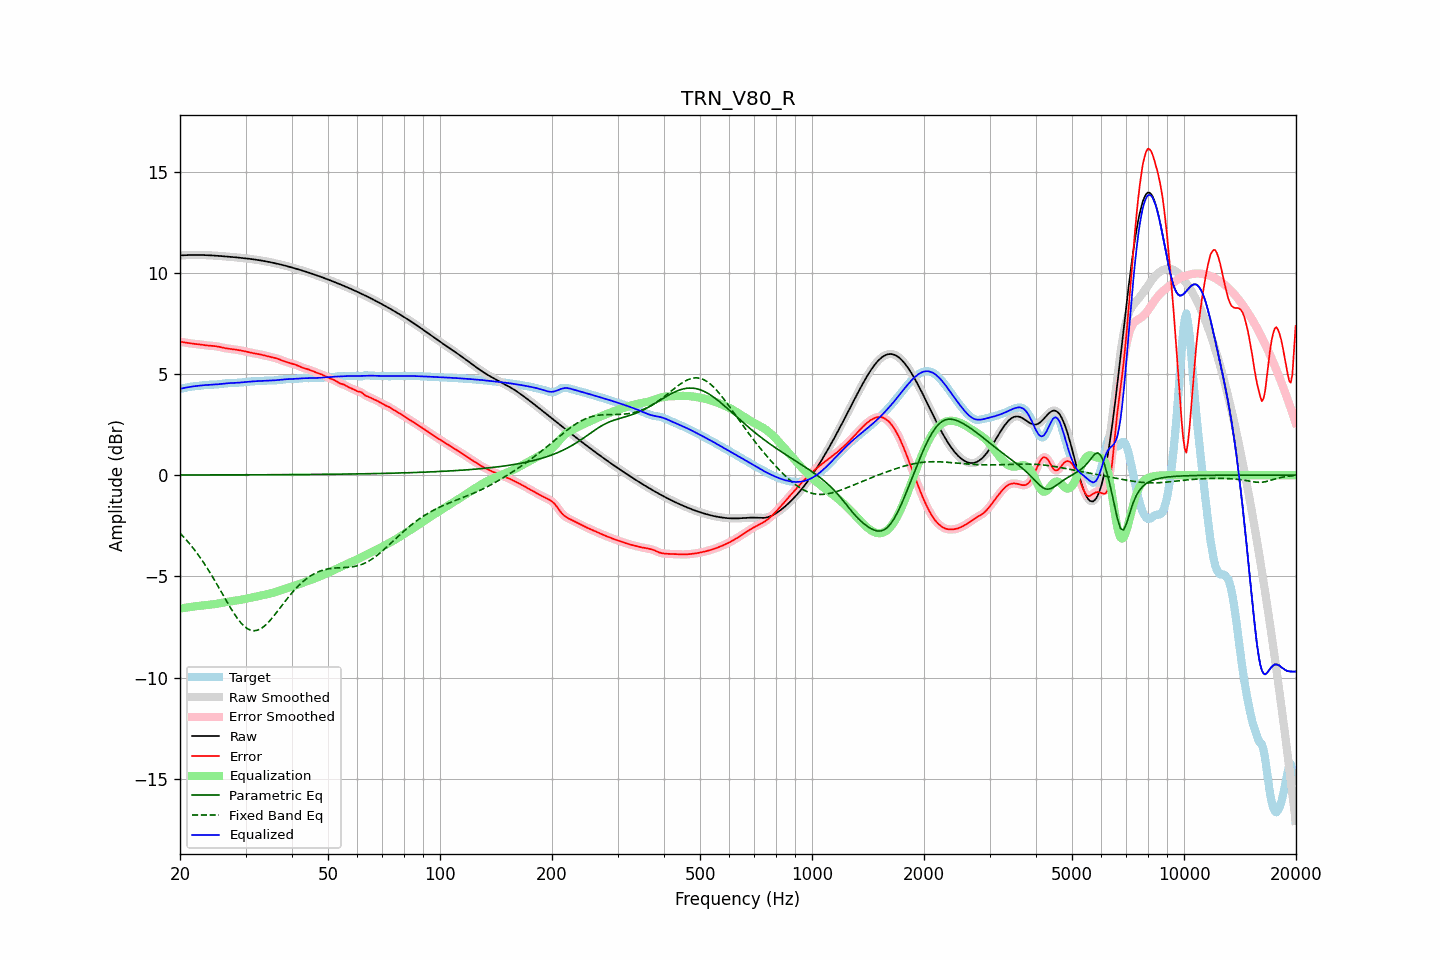 TRN_V80_R
Amplitude (dBr)
15
10
5
0
−5
−10
−15
Target
Raw Smoothed
Error Smoothed
Raw
Error
Equalization
Parametric Eq
Fixed Band Eq
Equalized
20 50 100 200 500 1000 2000 5000 10000 20000
Frequency (Hz)